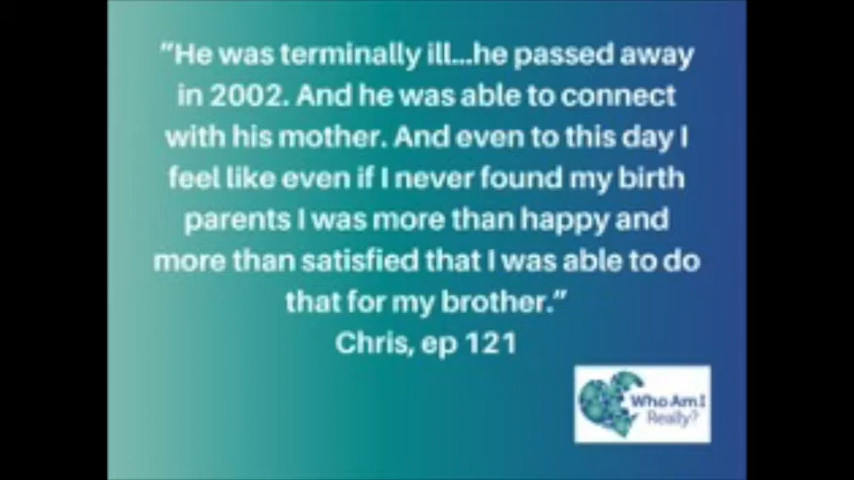 "He was terminally ill...he passed away
in 2002. And he was able to connect
with his mother. And even to this day I
feel like even if I never found my birth
parents I was more than happy and
more than satisfied that I was able to do
that for my brother."
Chris, ep 121
Who Am I
Really?